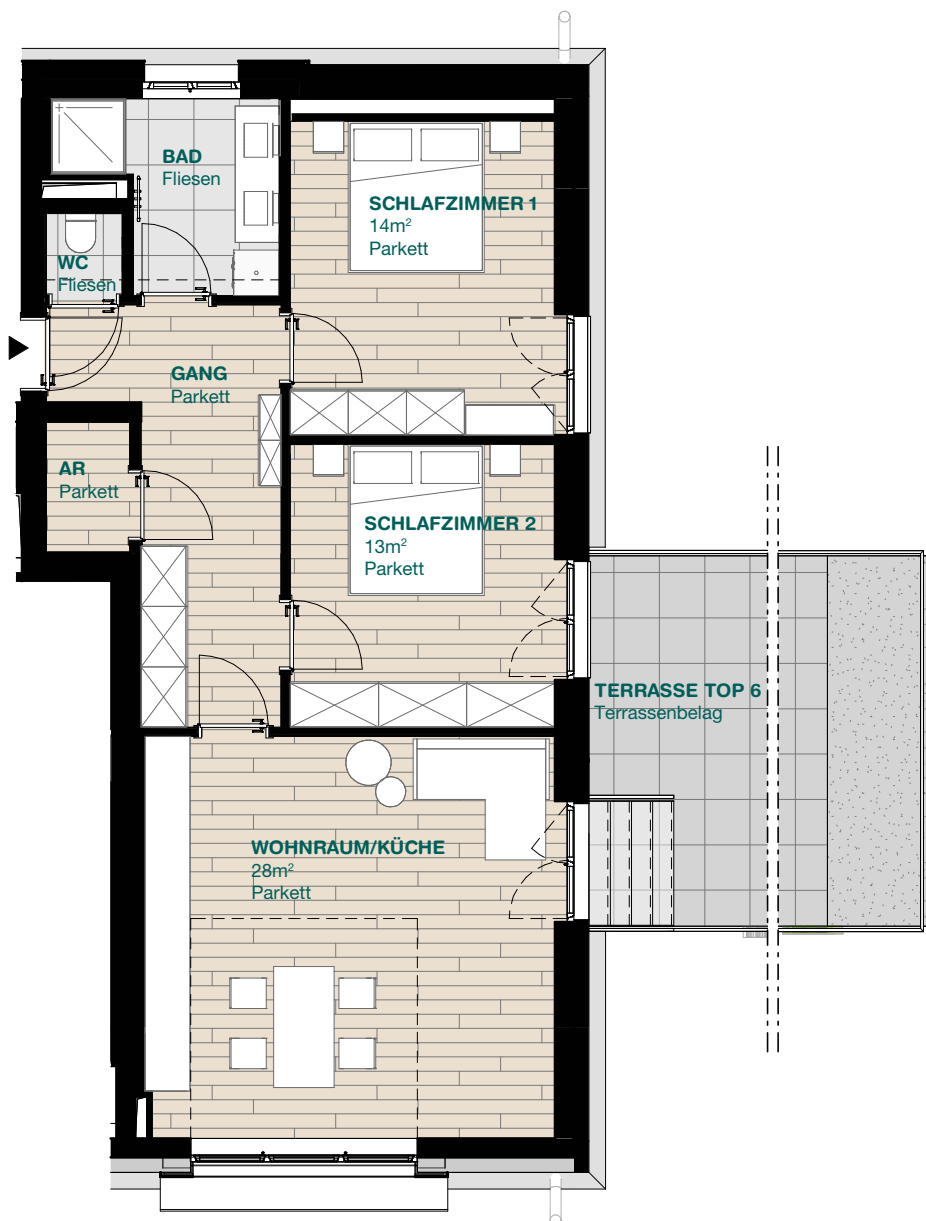 BAD
Fliesen
SCHLAFZIMMER 1
14m²
Parkett
WC
Fliesen
GANG
Parkett
AR
Parkett
SCHLAFZIMMER 2
13m²
Parkett
TERRASSE TOP 6
Terrassenbelag
WOHNRAUM/KÜCHE
28m²
Parkett